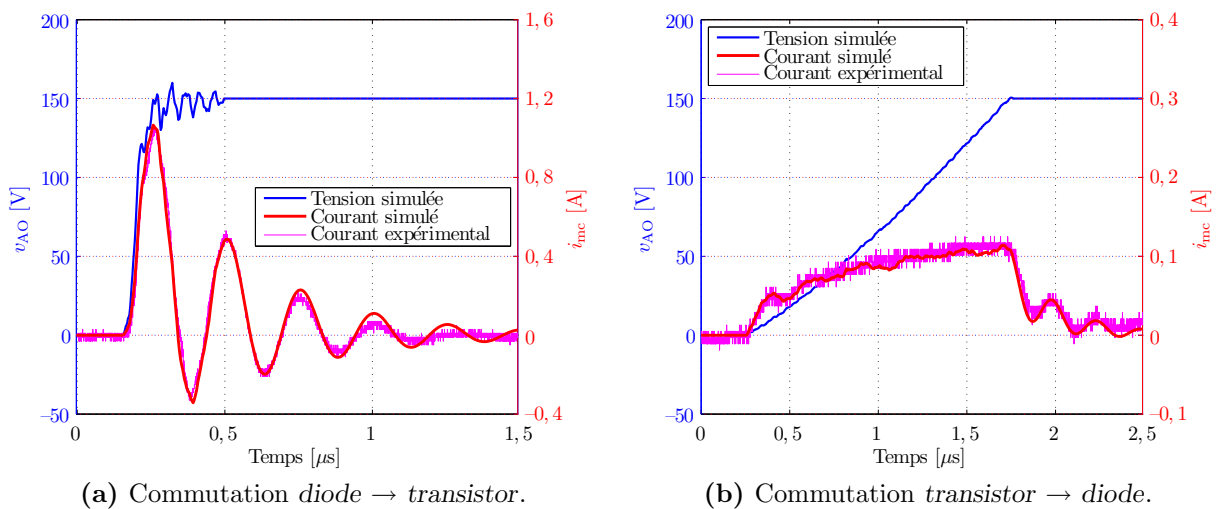 200
150
100
50
0
–50
v_AO [V]
1, 6
1, 2
0, 8
0, 4
0
–0, 4
i_mc [A]
Tension simulée
Courant simulé
Courant expérimental
0
0, 5
1
1, 5
Temps [μs]
(a) Commutation diode → transistor.
200
150
100
50
0
–50
v_AO [V]
0, 4
0, 3
0, 2
0, 1
0
–0, 1
i_mc [A]
Tension simulée
Courant simulé
Courant expérimental
0
0, 5
1
1, 5
2
2, 5
Temps [μs]
(b) Commutation transistor → diode.